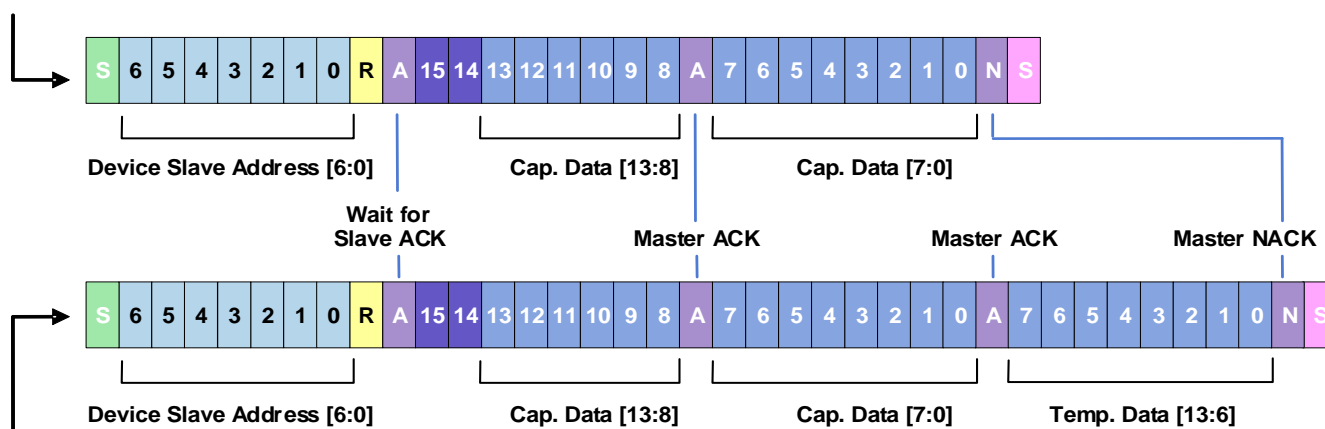 S 6 5 4 3 2 1 0 R A 15 14 13 12 11 10 9 8 A 7 6 5 4 3 2 1 0 N S
Device Slave Address [6:0] Cap. Data [13:8] Cap. Data [7:0]
Wait for
Slave ACK Master ACK Master ACK Master NACK
S 6 5 4 3 2 1 0 R A 15 14 13 12 11 10 9 8 A 7 6 5 4 3 2 1 0 A 7 6 5 4 3 2 1 0 N S
Device Slave Address [6:0] Cap. Data [13:8] Cap. Data [7:0] Temp. Data [13:6]